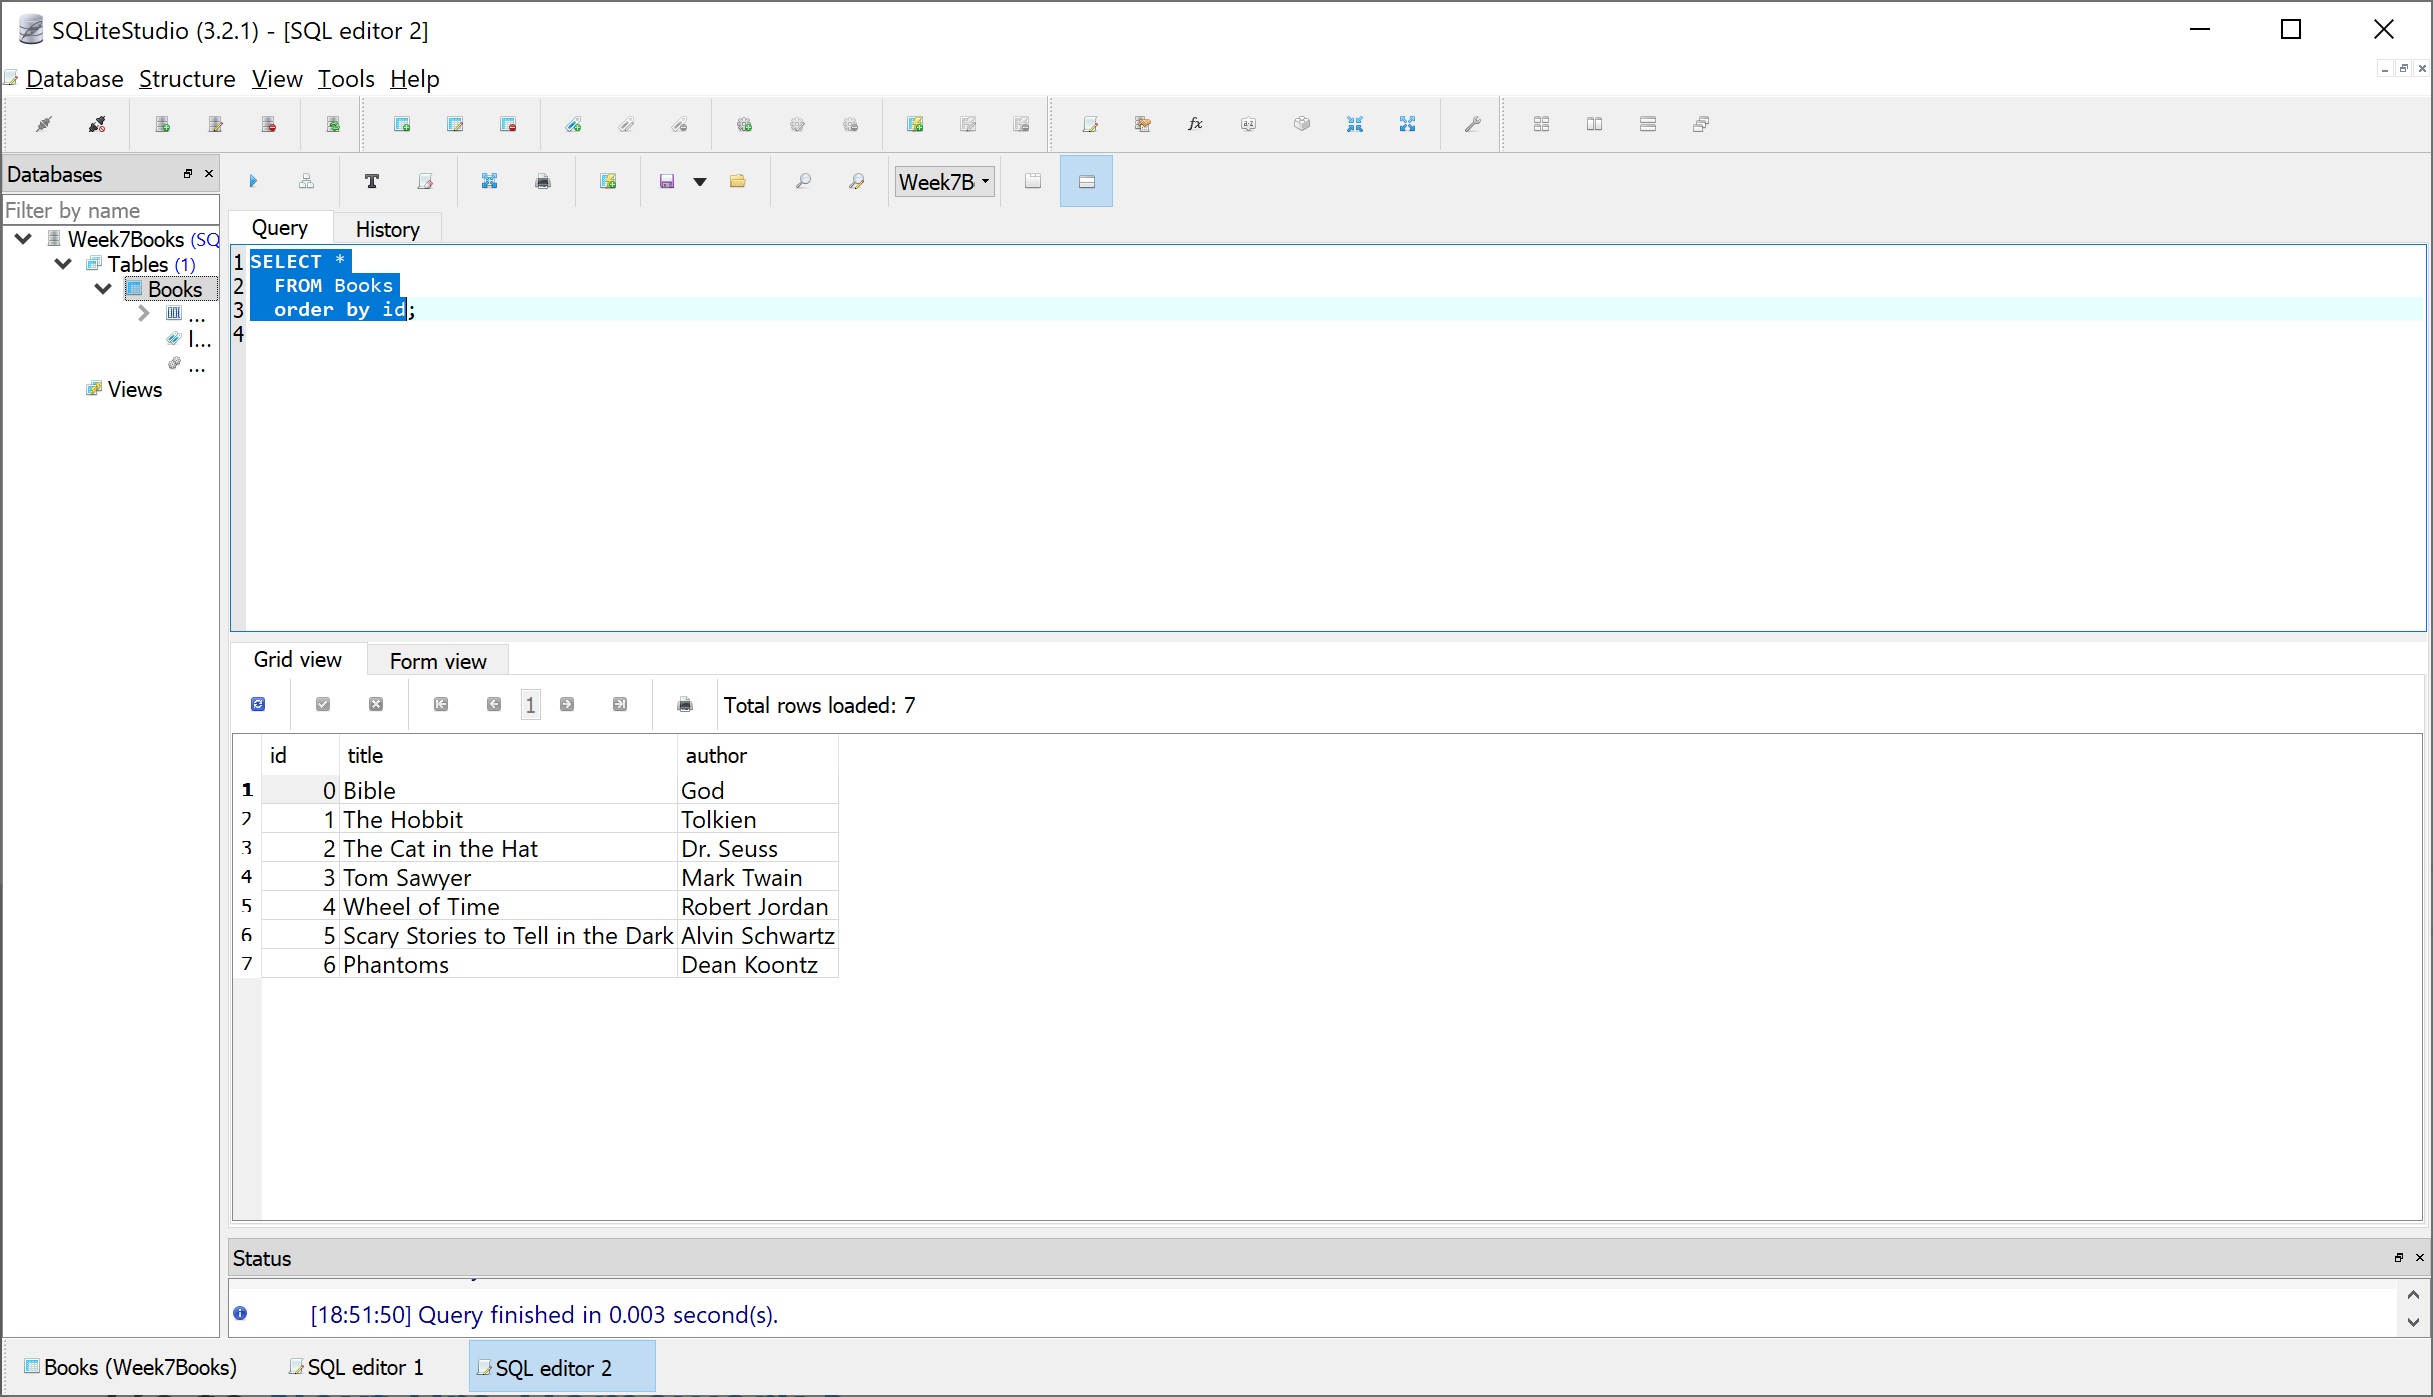 SQLiteStudio (3.2.1) - [SQL editor 2]
Database Structure View Tools Help
Databases
Filter by name
Week7Books (SQ
Tables (1)
Books
...
I...
...
Views
Week7B
Query History
1 SELECT *
2 FROM Books
3 order by id;
4
Grid view Form view
1 Total rows loaded: 7
id title author
1 0 Bible God
2 1 The Hobbit Tolkien
3 2 The Cat in the Hat Dr. Seuss
4 3 Tom Sawyer Mark Twain
5 4 Wheel of Time Robert Jordan
6 5 Scary Stories to Tell in the Dark Alvin Schwartz
7 6 Phantoms Dean Koontz
Status
[18:51:50] Query finished in 0.003 second(s).
Books (Week7Books) SQL editor 1 SQL editor 2